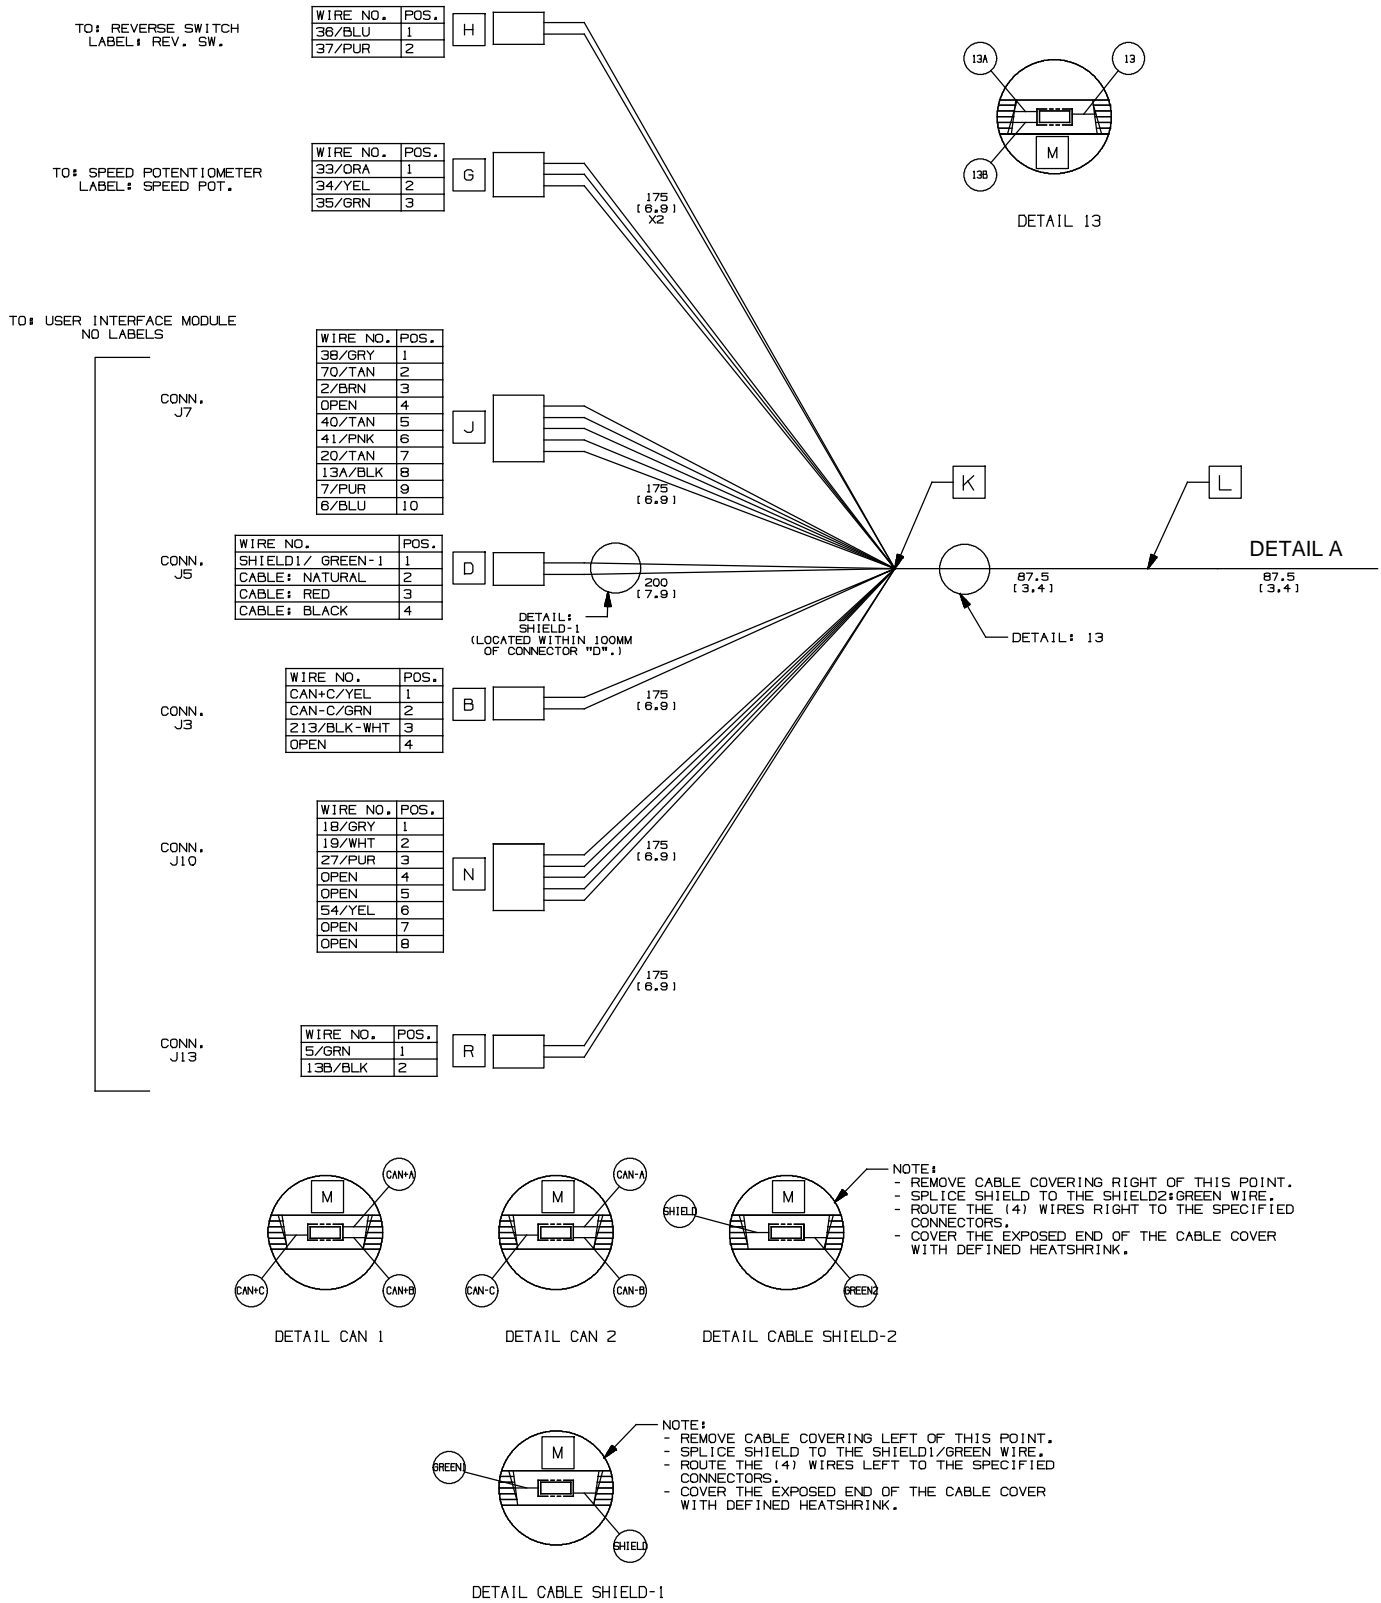 TO: REVERSE SWITCH
LABEL: REV. SW.
WIRE NO. POS.
36/BLU 1
37/PUR 2
H
13A
13
M
13B
DETAIL 13
TO: SPEED POTENTIOMETER
LABEL: SPEED POT.
WIRE NO. POS.
33/ORA 1
34/YEL 2
35/GRN 3
G
175
[6.9]
X2
TO: USER INTERFACE MODULE
NO LABELS
CONN.
J7
WIRE NO. POS.
38/GRY 1
70/TAN 2
2/BRN 3
OPEN 4
40/TAN 5
41/PNK 6
20/TAN 7
13A/BLK 8
7/PUR 9
6/BLU 10
J
175
[6.9]
K
L
DETAIL A
87.5
[3.4]
87.5
[3.4]
DETAIL: 13
CONN.
J5
WIRE NO. POS.
SHIELD1/ GREEN-1 1
CABLE: NATURAL 2
CABLE: RED 3
CABLE: BLACK 4
D
200
[7.9]
DETAIL:
SHIELD-1
(LOCATED WITHIN 100MM
OF CONNECTOR "D".)
CONN.
J3
WIRE NO. POS.
CAN+C/YEL 1
CAN-C/GRN 2
213/BLK-WHT 3
OPEN 4
B
175
[6.9]
CONN.
J10
WIRE NO. POS.
18/GRY 1
19/WHT 2
27/PUR 3
OPEN 4
OPEN 5
54/YEL 6
OPEN 7
OPEN 8
N
175
[6.9]
CONN.
J13
WIRE NO. POS.
5/GRN 1
13B/BLK 2
R
175
[6.9]
CAN+A
M
CAN+C
CAN+B
DETAIL CAN 1
CAN-A
M
CAN-C
CAN-B
DETAIL CAN 2
SHIELD
M
GREEN2
DETAIL CABLE SHIELD-2
NOTE:
- REMOVE CABLE COVERING RIGHT OF THIS POINT.
- SPLICE SHIELD TO THE SHIELD2:GREEN WIRE.
- ROUTE THE (4) WIRES RIGHT TO THE SPECIFIED
CONNECTORS.
- COVER THE EXPOSED END OF THE CABLE COVER
WITH DEFINED HEATSHRINK.
M
GREEN1
SHIELD
DETAIL CABLE SHIELD-1
NOTE:
- REMOVE CABLE COVERING LEFT OF THIS POINT.
- SPLICE SHIELD TO THE SHIELD1/GREEN WIRE.
- ROUTE THE (4) WIRES LEFT TO THE SPECIFIED
CONNECTORS.
- COVER THE EXPOSED END OF THE CABLE COVER
WITH DEFINED HEATSHRINK.